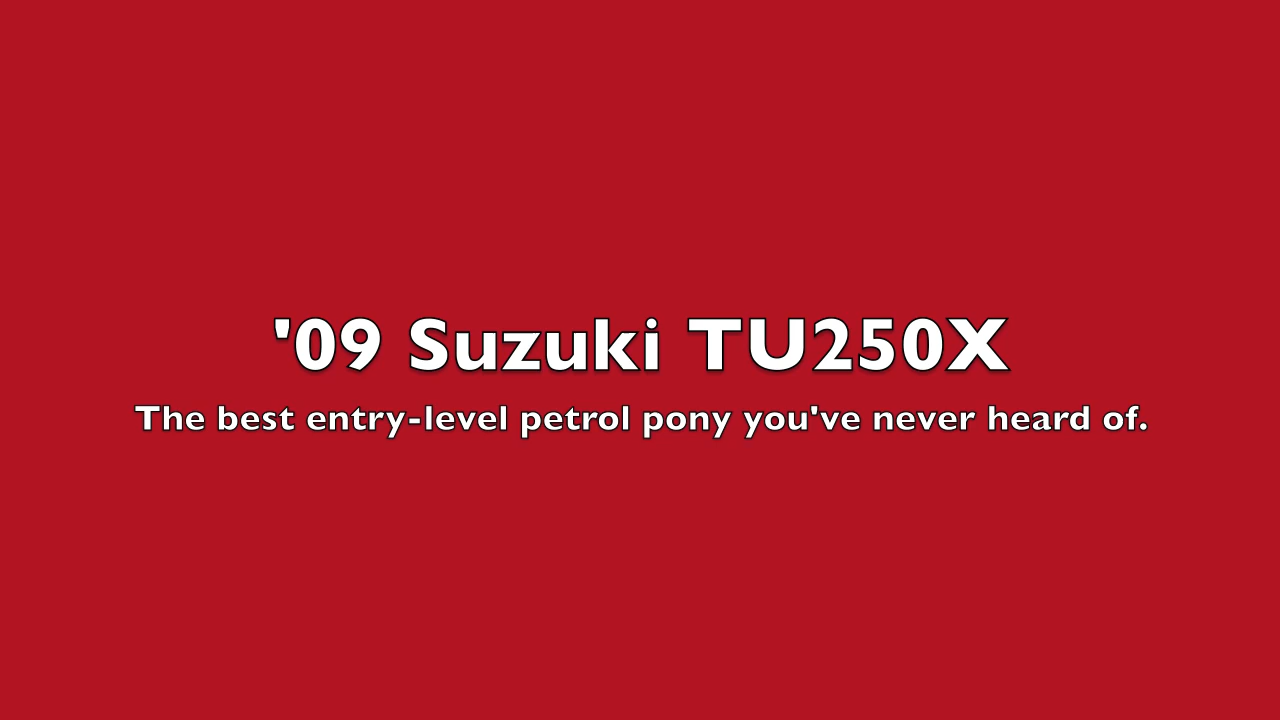 '09 Suzuki TU250X
The best entry-level petrol pony you've never heard of.